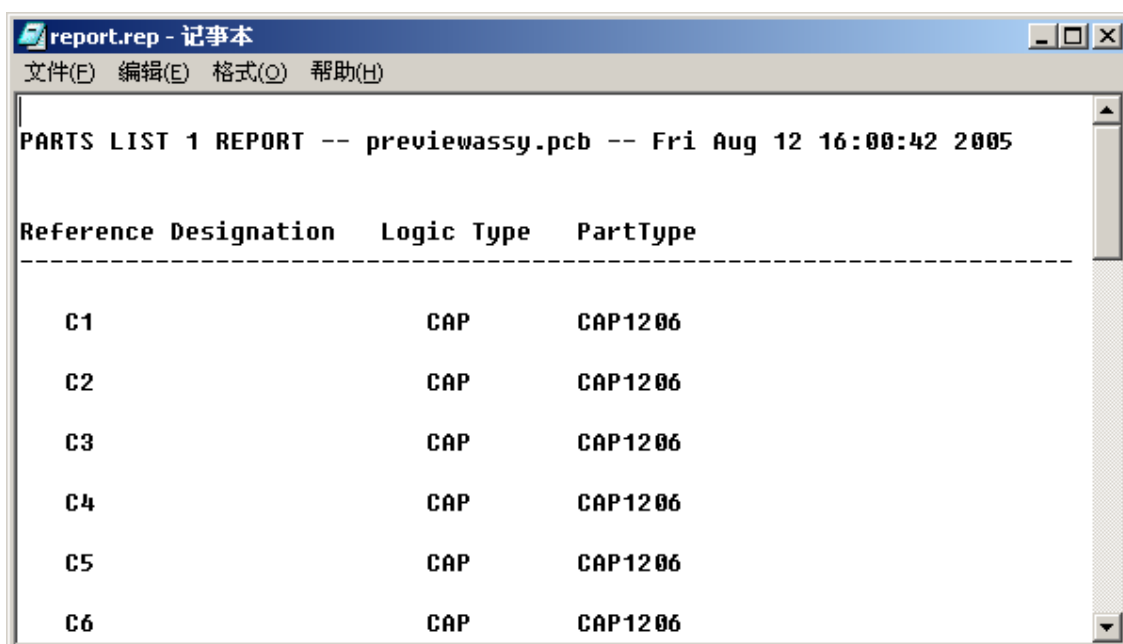 report.rep - 记事本
文件(F) 编辑(E) 格式(O) 帮助(H)
PARTS LIST 1 REPORT -- previewassy.pcb -- Fri Aug 12 16:00:42 2005
Reference Designation Logic Type PartType
--------------------------------------------------------------------
C1 CAP CAP1206
C2 CAP CAP1206
C3 CAP CAP1206
C4 CAP CAP1206
C5 CAP CAP1206
C6 CAP CAP1206